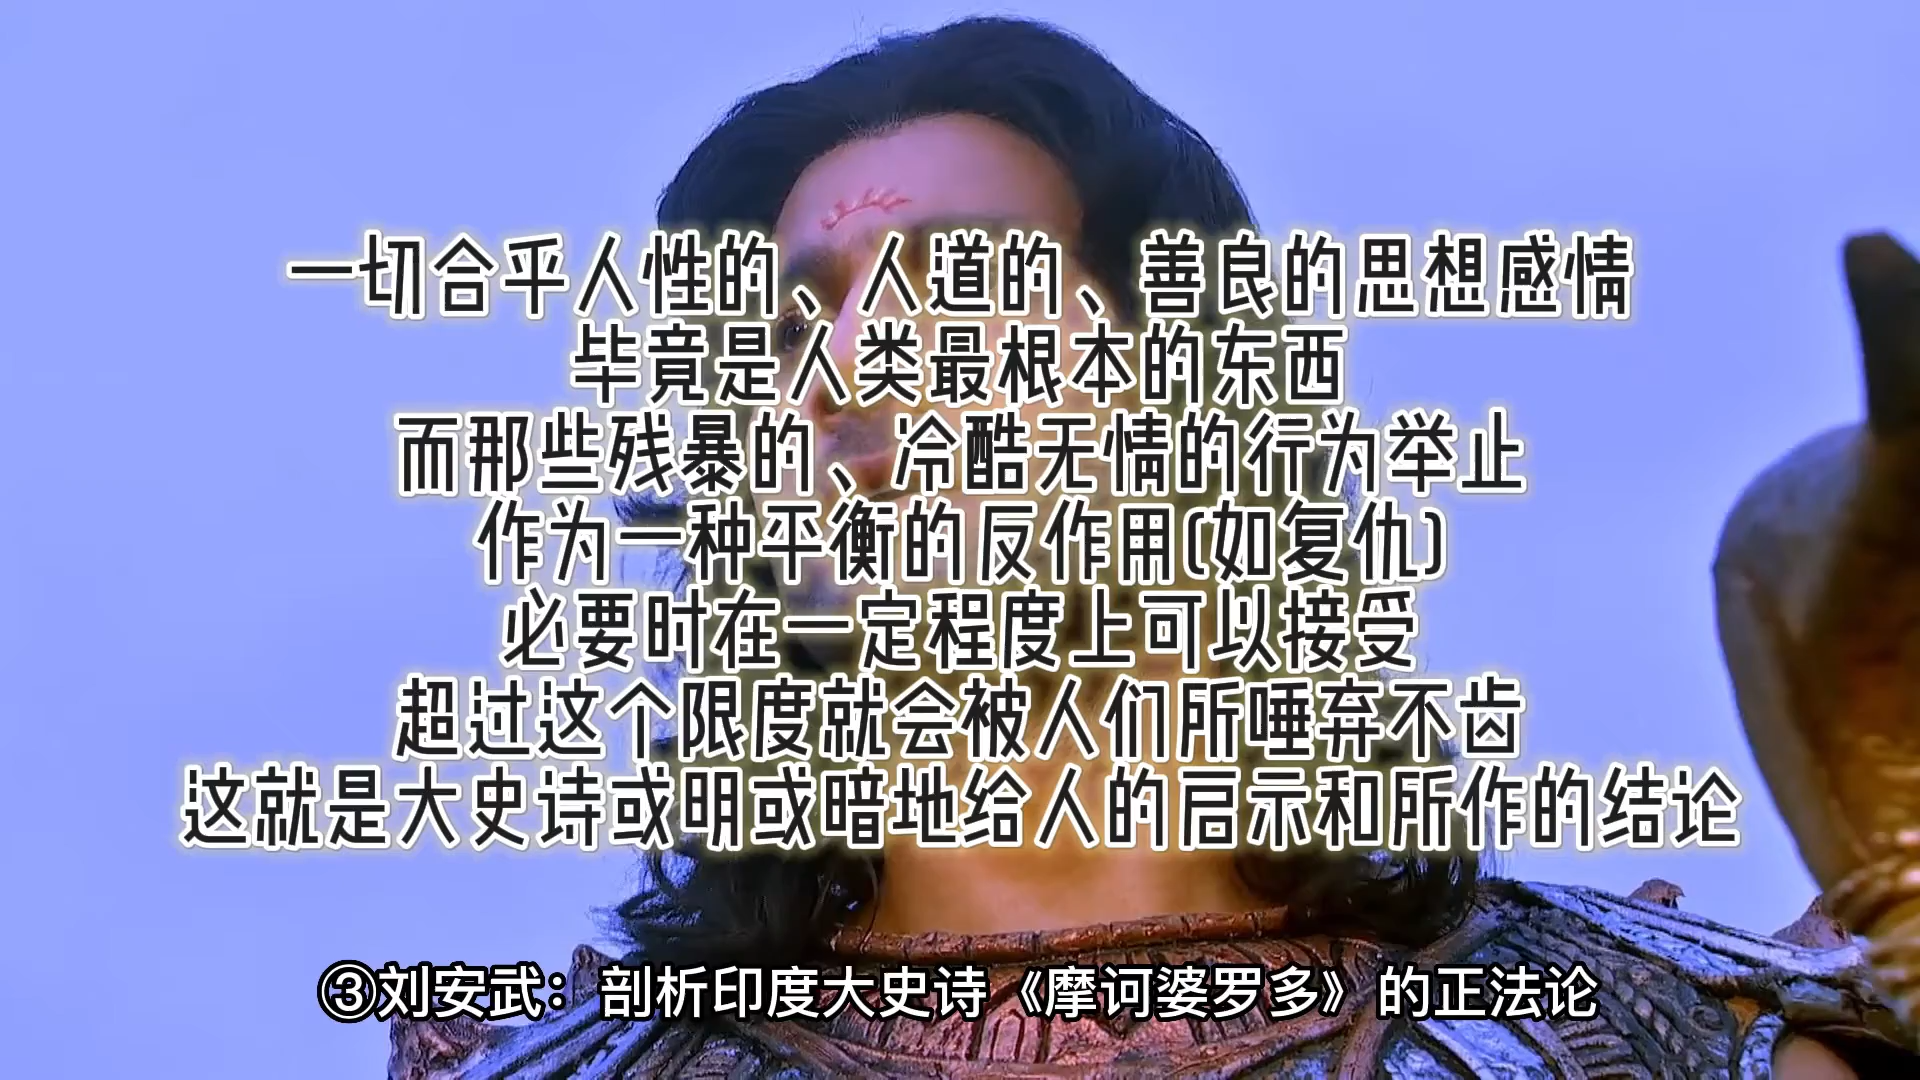 一切合乎人性的、人道的、善良的思想感情
毕竟是人类最根本的东西
而那些残暴的、冷酷无情的行为举止
作为一种平衡的反作用(如复仇)
必要时在一定程度上可以接受
超过这个限度就会被人们所唾弃不齿
这就是大史诗或明或暗地给人的启示和所作的结论
③刘安武：剖析印度大史诗《摩诃婆罗多》的正法论